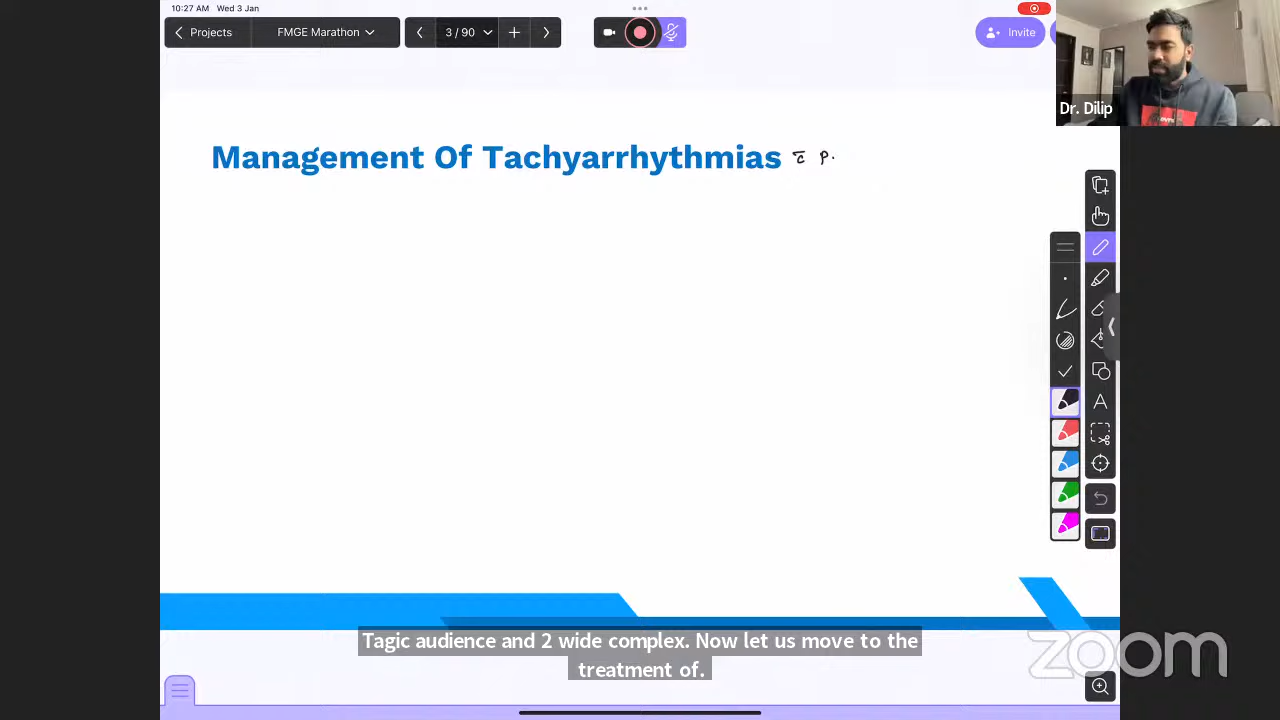 10:27 AM Wed 3 Jan
Projects
FMGE Marathon
3 / 90
Invite
Dr. Dilip
Management Of Tachyarrhythmias c̄ P.
A
Tagic audience and 2 wide complex. Now let us move to the
treatment of.
zoom